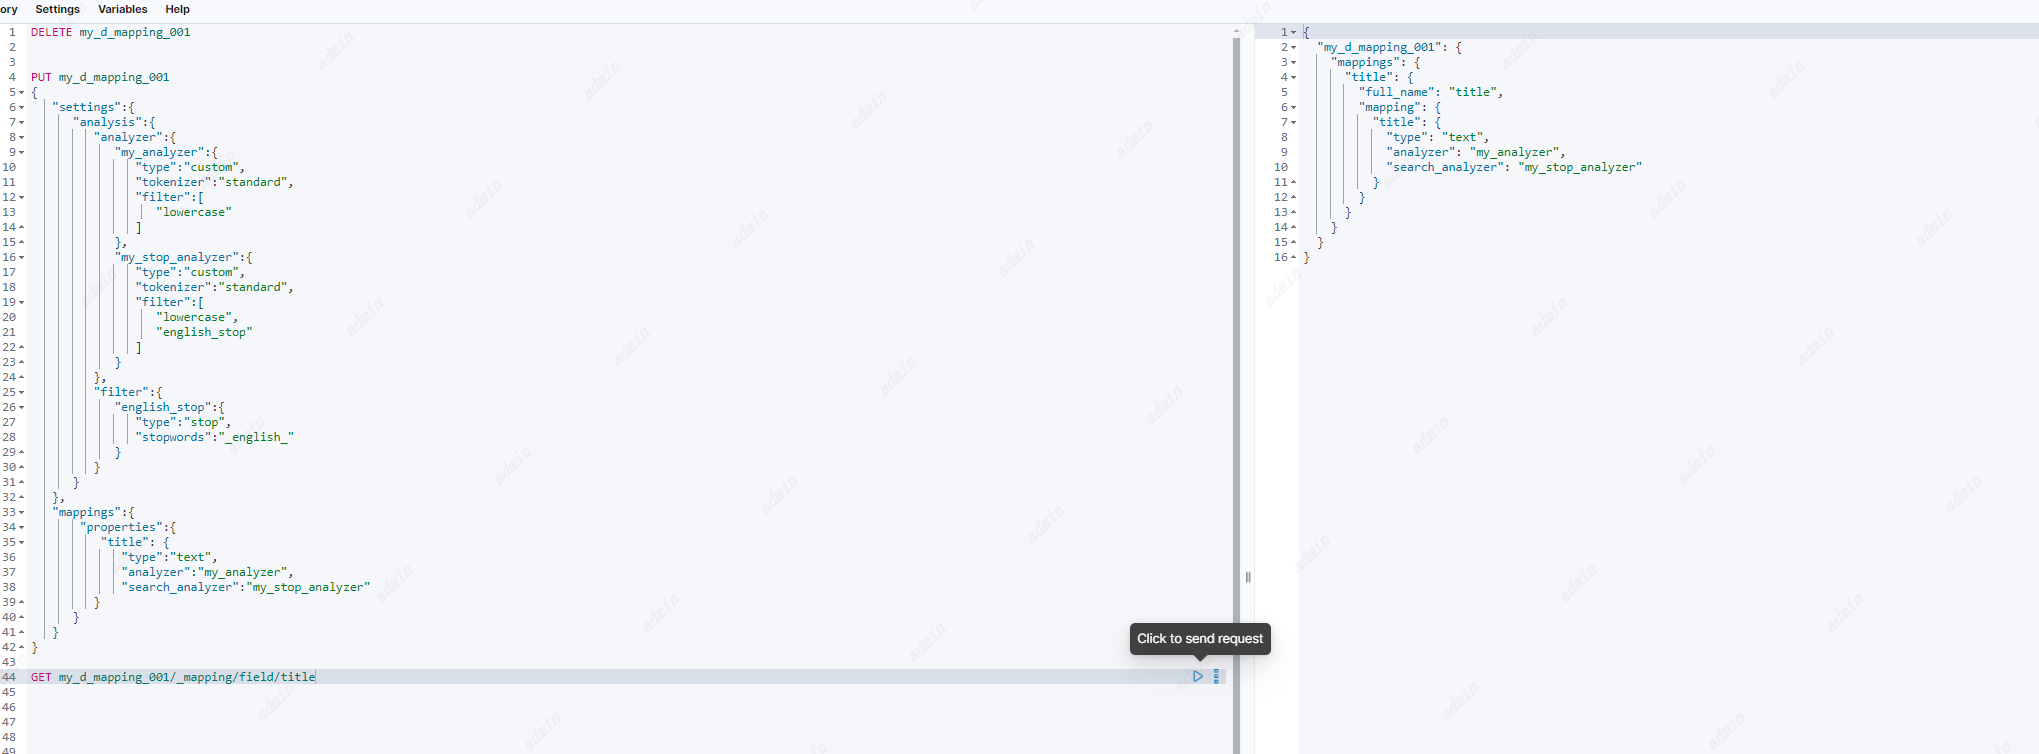 ory Settings Variables Help
1 DELETE my_d_mapping_001
2
3
4 PUT my_d_mapping_001
5 {
6 "settings":{
7 "analysis":{
8 "analyzer":{
9 "my_analyzer":{
10 "type":"custom",
11 "tokenizer":"standard",
12 "filter":[
13 "lowercase"
14 ]
15 },
16 "my_stop_analyzer":{
17 "type":"custom",
18 "tokenizer":"standard",
19 "filter":[
20 "lowercase",
21 "english_stop"
22 ]
23 }
24 },
25 "filter":{
26 "english_stop":{
27 "type":"stop",
28 "stopwords":"_english_"
29 }
30 }
31 }
32 },
33 "mappings":{
34 "properties":{
35 "title": {
36 "type":"text",
37 "analyzer":"my_analyzer",
38 "search_analyzer":"my_stop_analyzer"
39 }
40 }
41 }
42 }
43
Click to send request
44 GET my_d_mapping_001/_mapping/field/title
45
46
47
48
49
1 {
2 "my_d_mapping_001": {
3 "mappings": {
4 "title": {
5 "full_name": "title",
6 "mapping": {
7 "title": {
8 "type": "text",
9 "analyzer": "my_analyzer",
10 "search_analyzer": "my_stop_analyzer"
11 }
12 }
13 }
14 }
15 }
16 }
admin